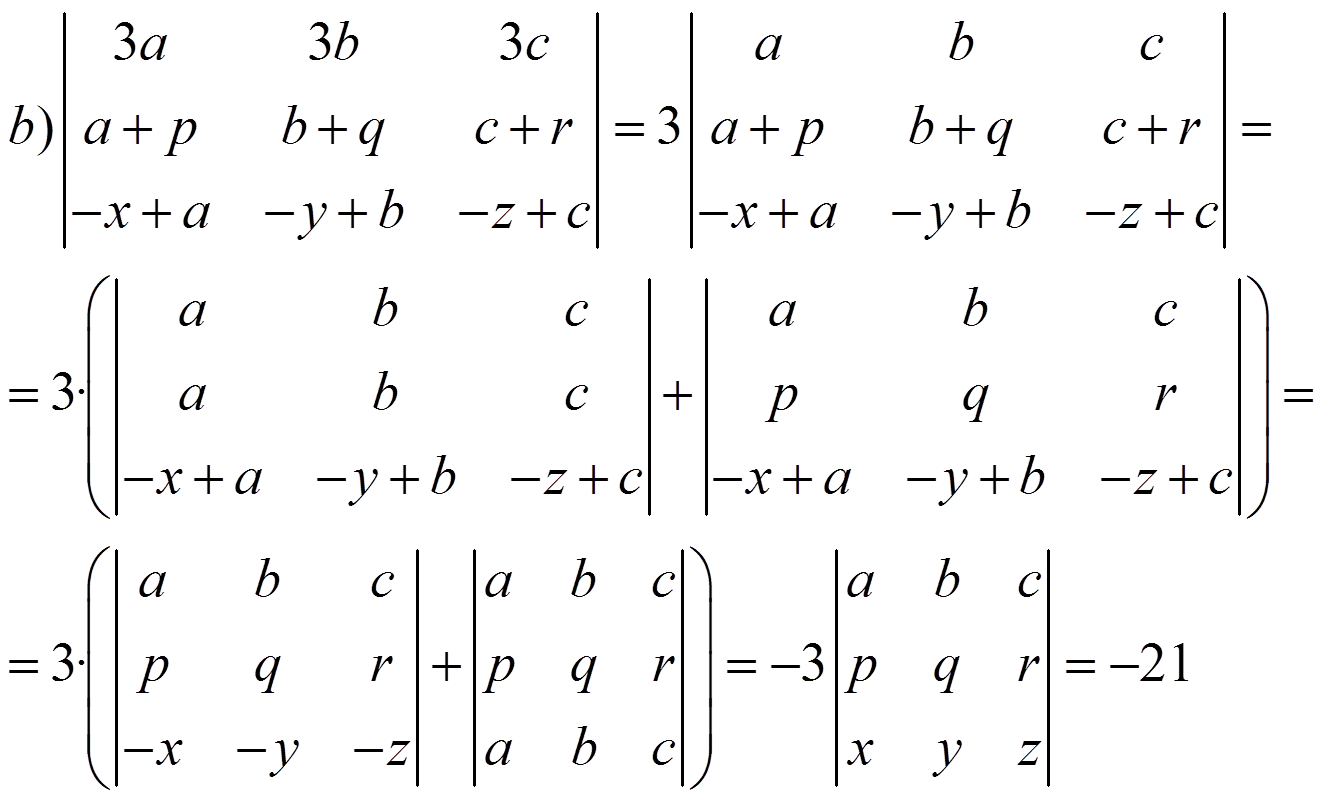 b) | 3a 3b 3c | = 3 | a b c | =
| a + p b + q c + r | | a + p b + q c + r |
| −x + a −y + b −z + c | | −x + a −y + b −z + c |
= 3· ( | a b c | + | a b c | ) =
| a b c | | p q r |
| −x + a −y + b −z + c | | −x + a −y + b −z + c |
= 3· ( | a b c | + | a b c | ) = −3 | a b c | = −21
| p q r | | p q r | | p q r |
| −x −y −z | | a b c | | x y z |